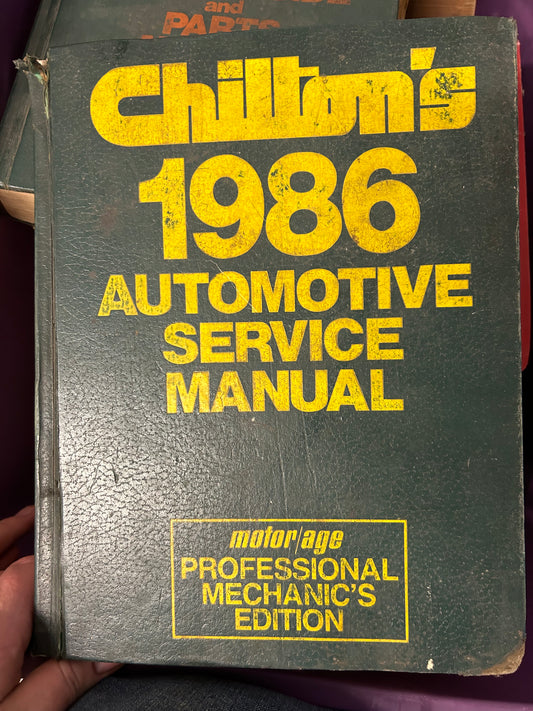 and
PARTS
Chilton's
1986
AUTOMOTIVE
SERVICE
MANUAL
motor/age
PROFESSIONAL
MECHANIC'S
EDITION